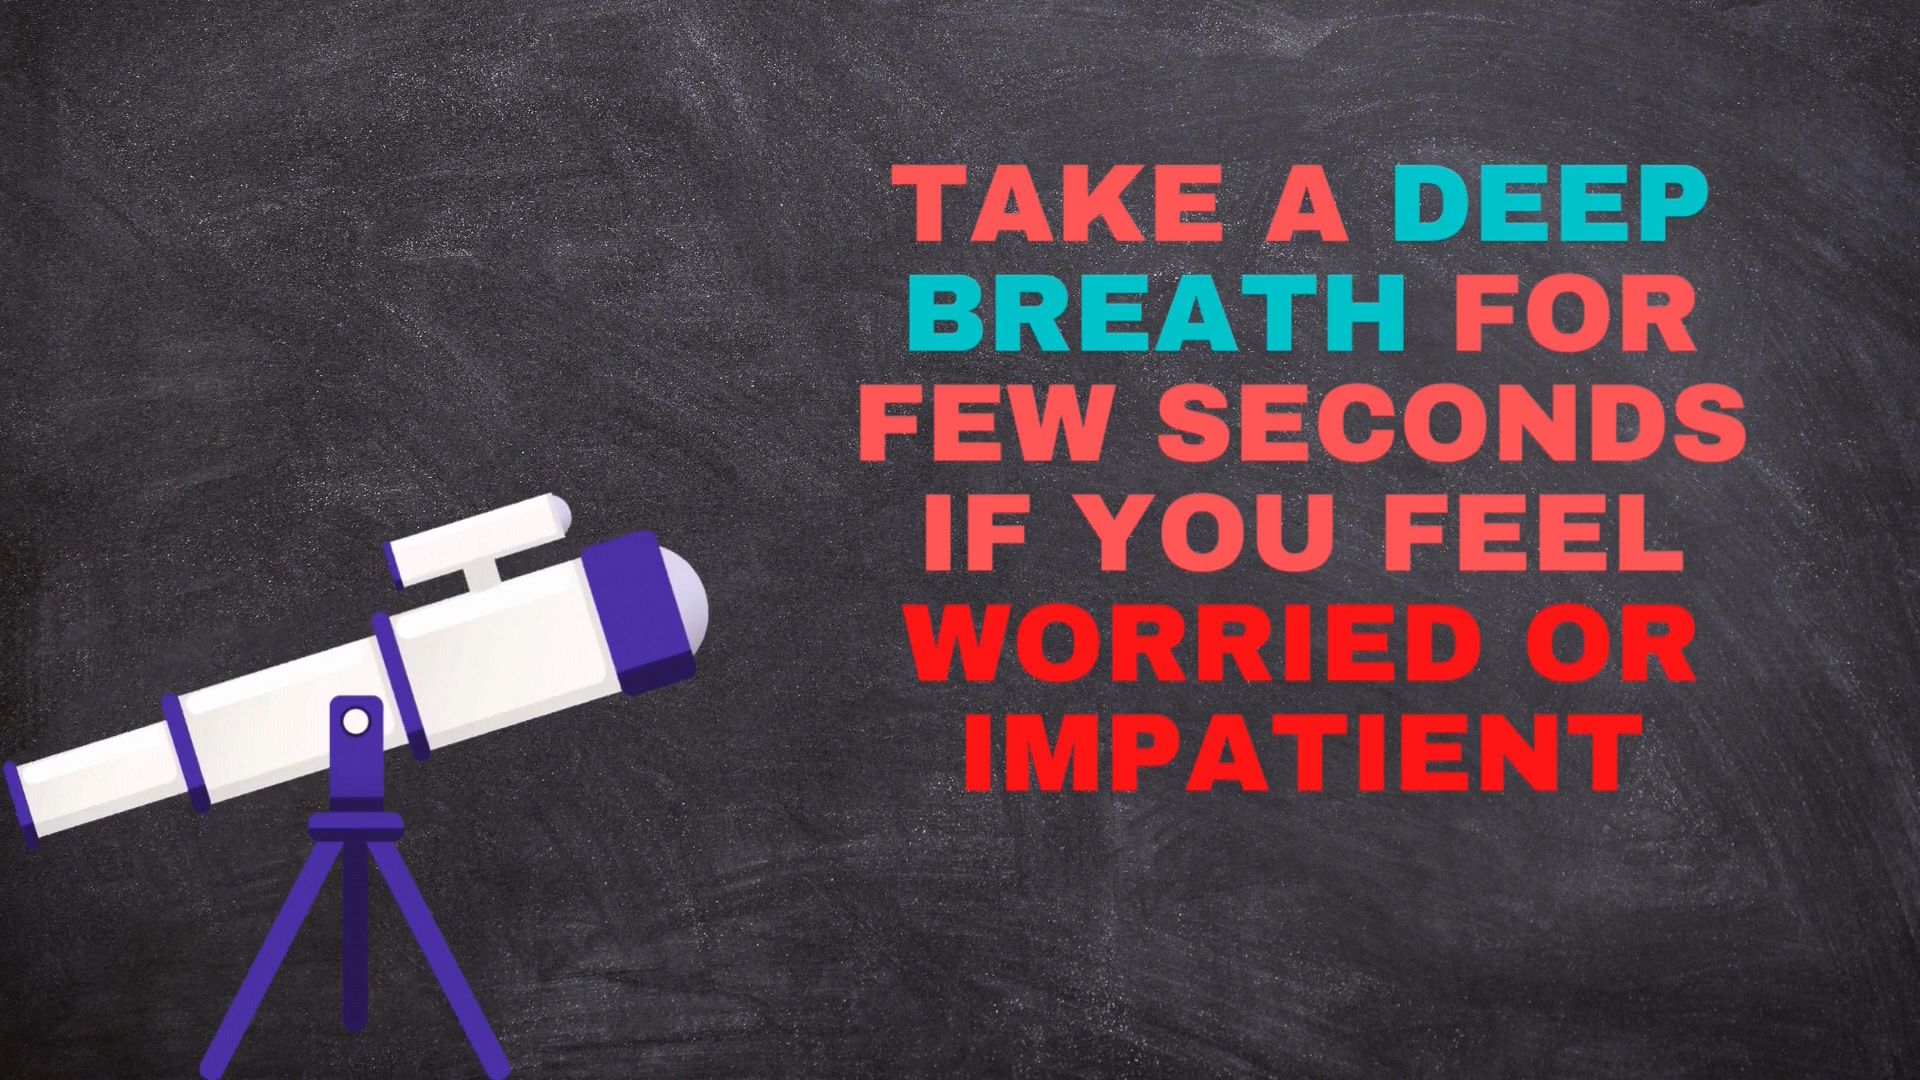 TAKE A DEEP
BREATH FOR
FEW SECONDS
IF YOU FEEL
WORRIED OR
IMPATIENT